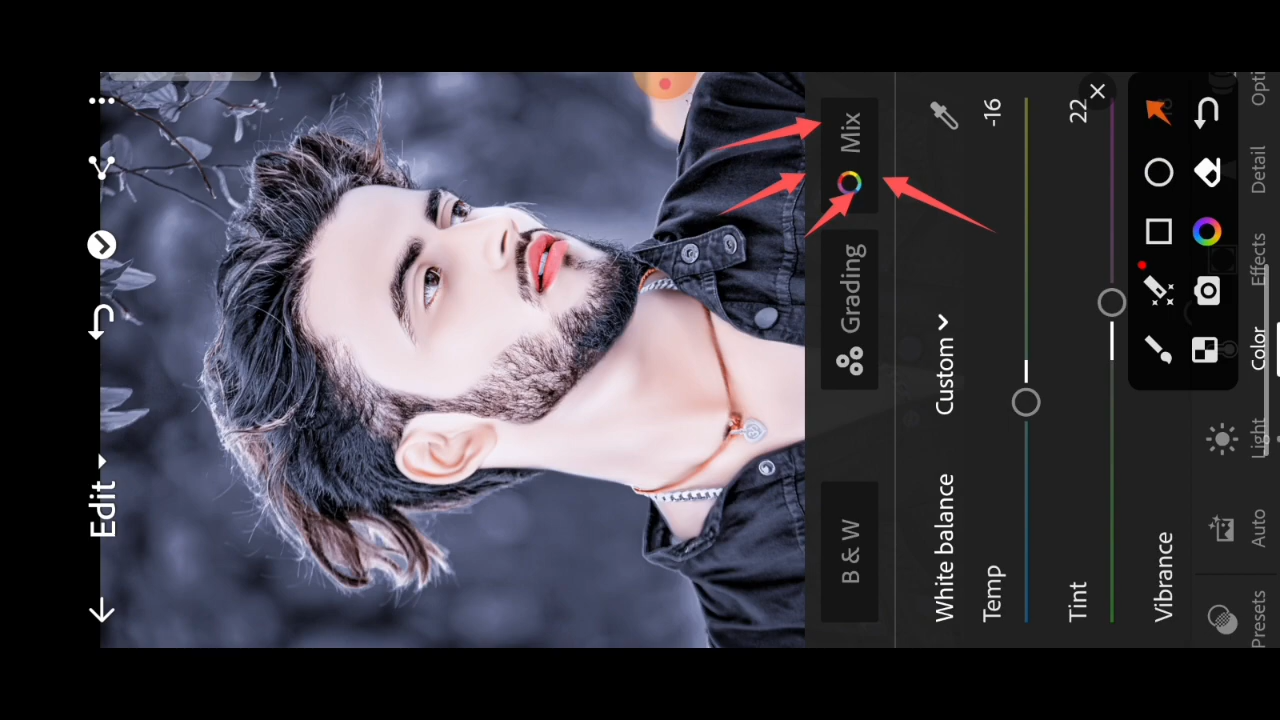 Edit
B & W
Grading
Mix
White balance
Custom
Temp
-16
Tint
22
Vibrance
Presets
Auto
Light
Color
Effects
Detail
Opti